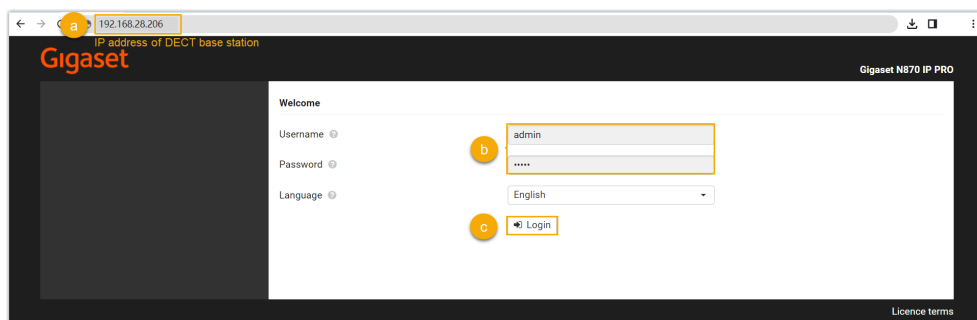 a
192.168.28.206
IP address of DECT base station
Gigaset
Gigaset N870 IP PRO
Welcome
Username
admin
b
Password
•••••
Language
English
c
Login
Licence terms